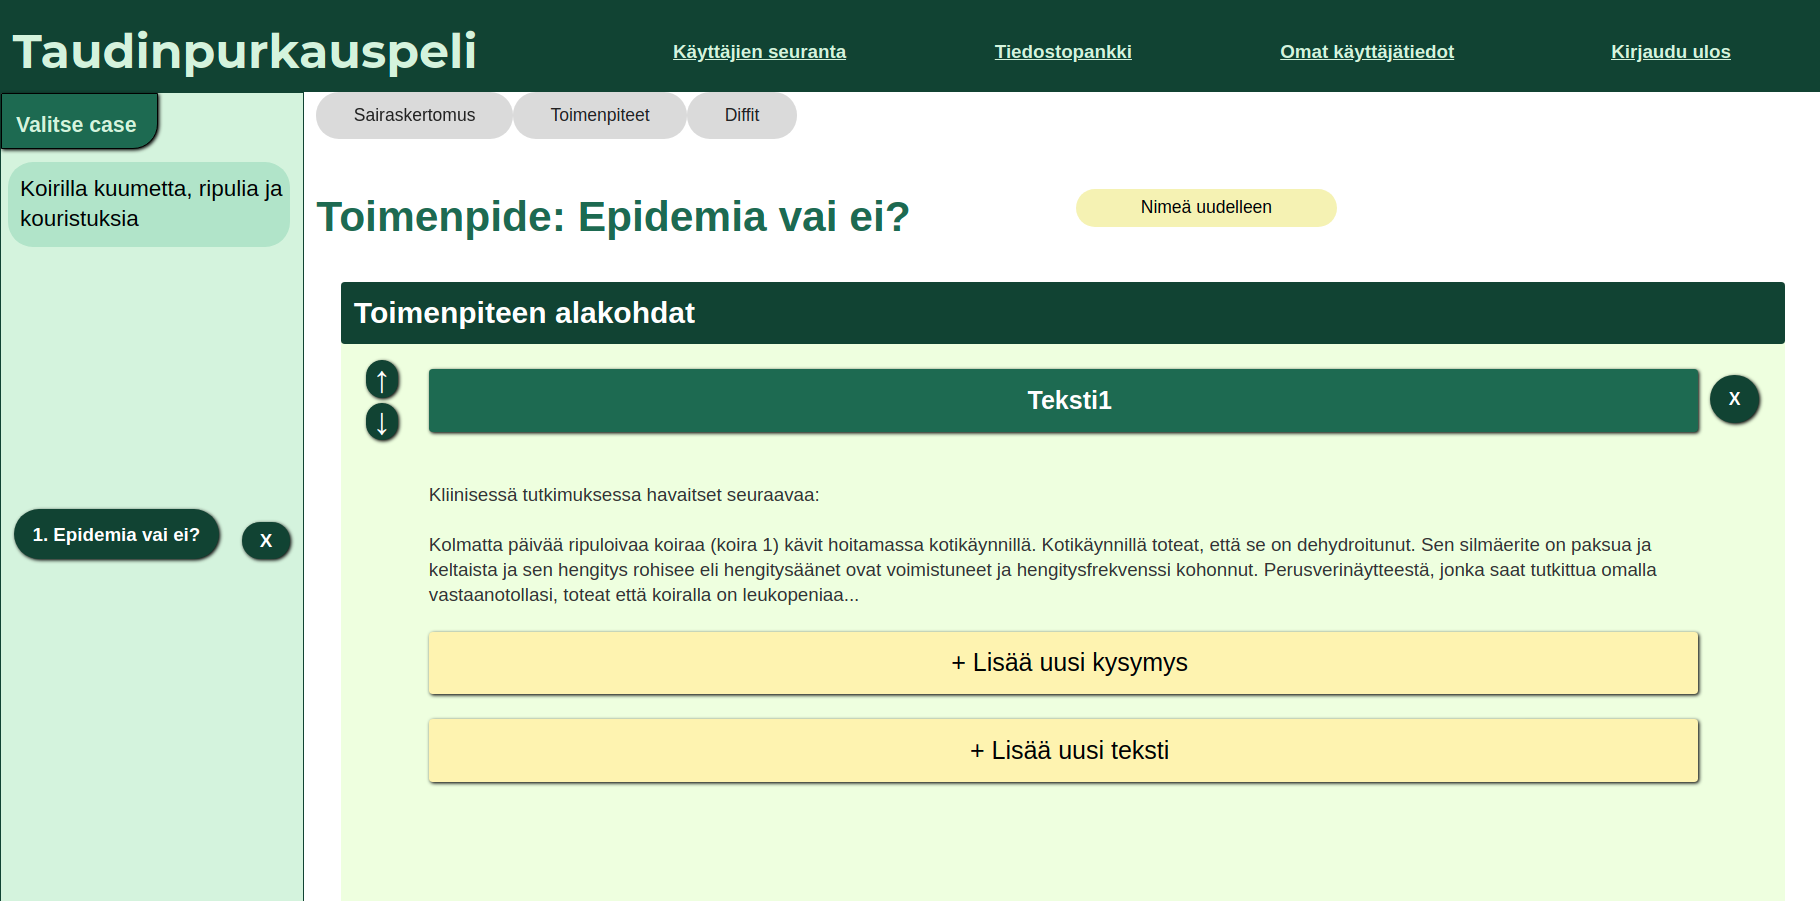 Taudinpurkauspeli
Käyttäjien seuranta
Tiedostopankki
Omat käyttäjätiedot
Kirjaudu ulos
Valitse case
Koirilla kuumetta, ripulia ja
kouristuksia
1. Epidemia vai ei?
X
Sairaskertomus
Toimenpiteet
Diffit
Toimenpide: Epidemia vai ei?
Nimeä uudelleen
Toimenpiteen alakohdat
↑
↓
Teksti1
X
Kliinisessä tutkimuksessa havaitset seuraavaa:
Kolmatta päivää ripuloivaa koiraa (koira 1) kävit hoitamassa kotikäynnillä. Kotikäynnillä toteat, että se on dehydroitunut. Sen silmäerite on paksua ja
keltaista ja sen hengitys rohisee eli hengitysäänet ovat voimistuneet ja hengitysfrekvenssi kohonnut. Perusverinäytteestä, jonka saat tutkittua omalla
vastaanotollasi, toteat että koiralla on leukopeniaa...
+ Lisää uusi kysymys
+ Lisää uusi teksti